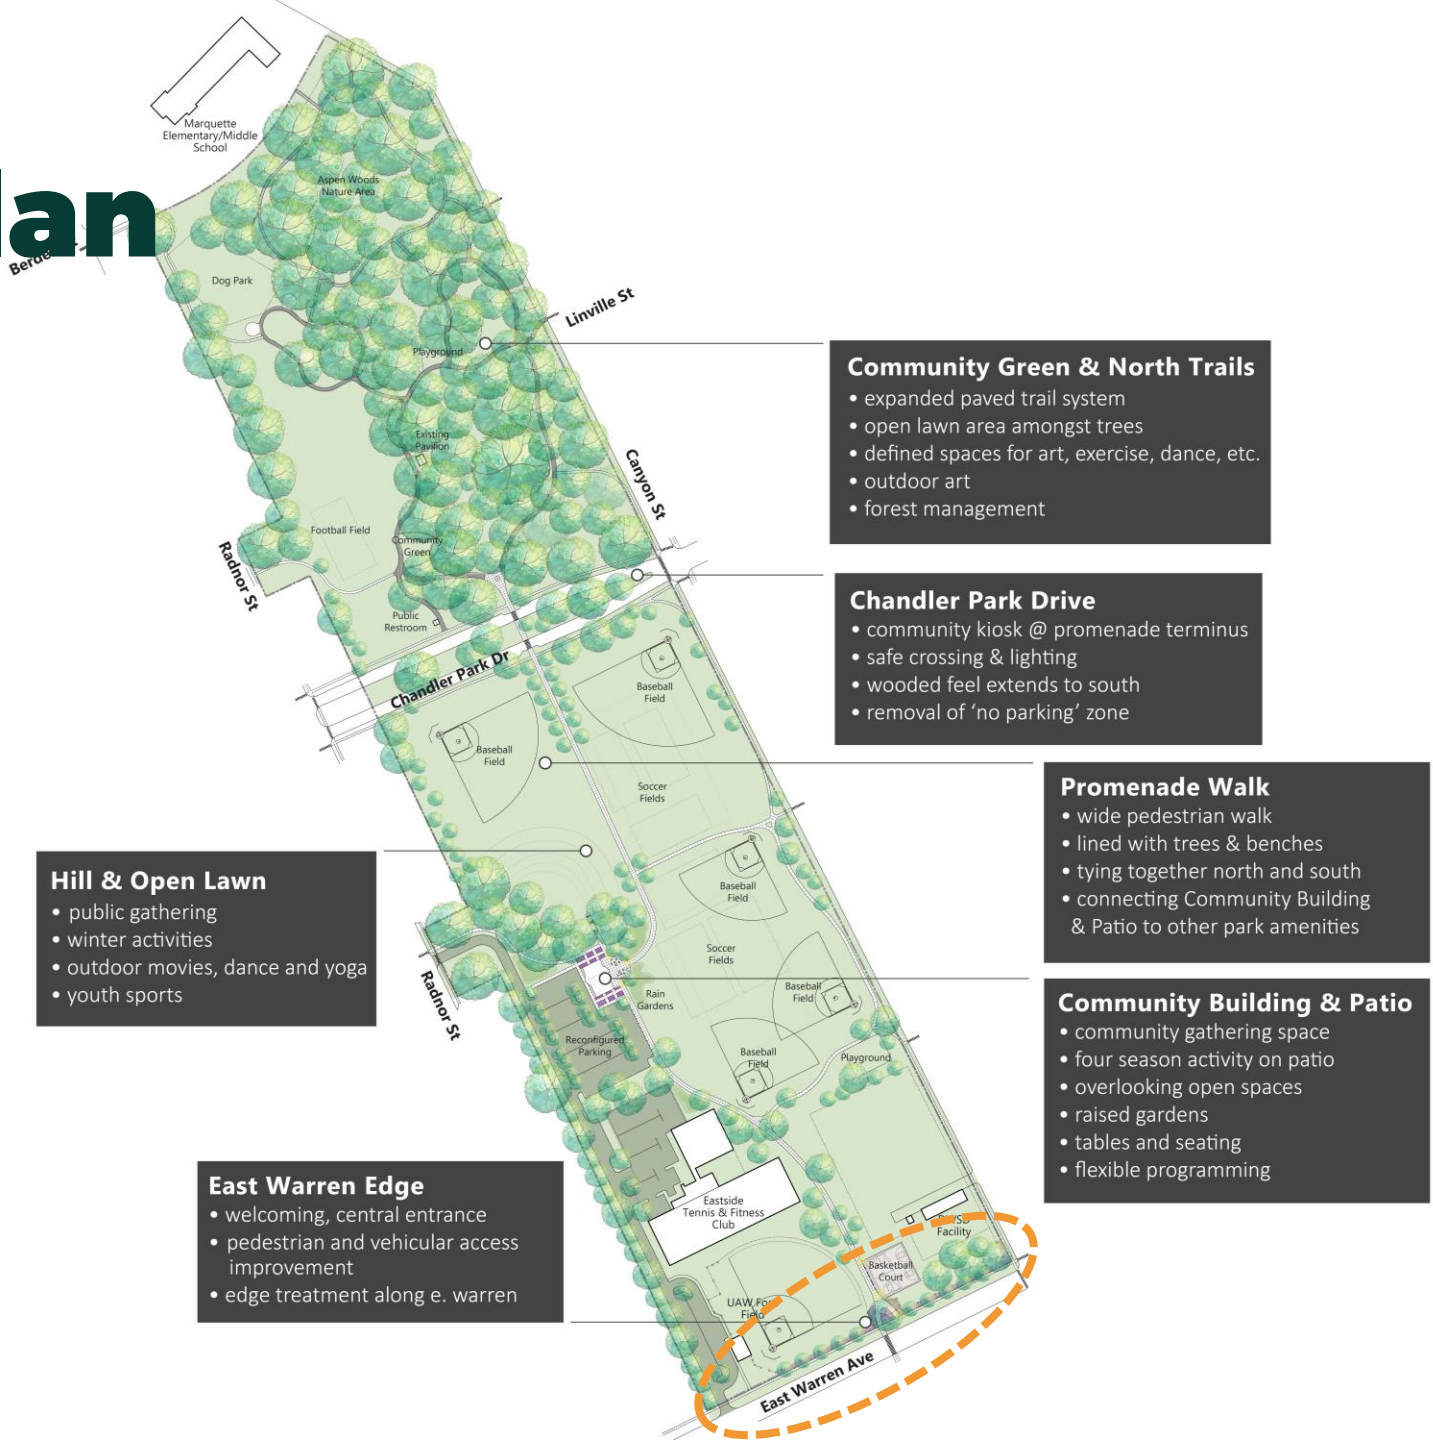 lan
Marquette
Elementary/Middle
School
Aspen Woods
Nature Area
Dog Park
Linville St
Playground
Existing
Pavilion
Canyon St
Football Field
Community
Green
Radnor St
Public
Restroom
Chandler Park Dr
Baseball
Field
Baseball
Field
Soccer
Fields
Baseball
Field
Soccer
Fields
Baseball
Field
Rain
Gardens
Radnor St
Reconfigured
Parking
Baseball
Field
Playground
Eastside
Tennis & Fitness
Club
Facility
Basketball
Court
UAW
Field
East Warren Ave
Community Green & North Trails
• expanded paved trail system
• open lawn area amongst trees
• defined spaces for art, exercise, dance, etc.
• outdoor art
• forest management
Chandler Park Drive
• community kiosk @ promenade terminus
• safe crossing & lighting
• wooded feel extends to south
• removal of ‘no parking’ zone
Promenade Walk
• wide pedestrian walk
• lined with trees & benches
• tying together north and south
• connecting Community Building
& Patio to other park amenities
Hill & Open Lawn
• public gathering
• winter activities
• outdoor movies, dance and yoga
• youth sports
Community Building & Patio
• community gathering space
• four season activity on patio
• overlooking open spaces
• raised gardens
• tables and seating
• flexible programming
East Warren Edge
• welcoming, central entrance
• pedestrian and vehicular access
improvement
• edge treatment along e. warren